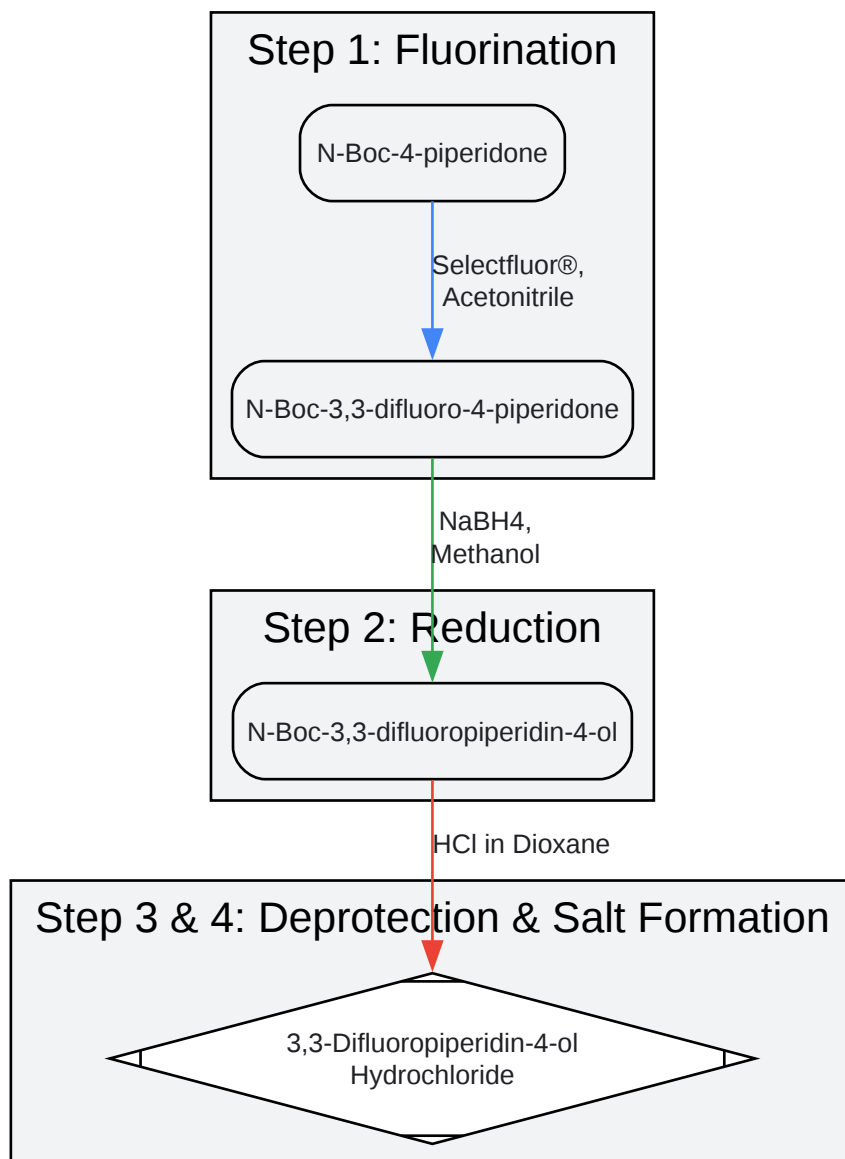 Step 1: Fluorination
N-Boc-4-piperidone
Selectfluor®,
Acetonitrile
N-Boc-3,3-difluoro-4-piperidone
NaBH4,
Methanol
Step 2: Reduction
N-Boc-3,3-difluoropiperidin-4-ol
HCl in Dioxane
Step 3 & 4: Deprotection & Salt Formation
3,3-Difluoropiperidin-4-ol
Hydrochloride